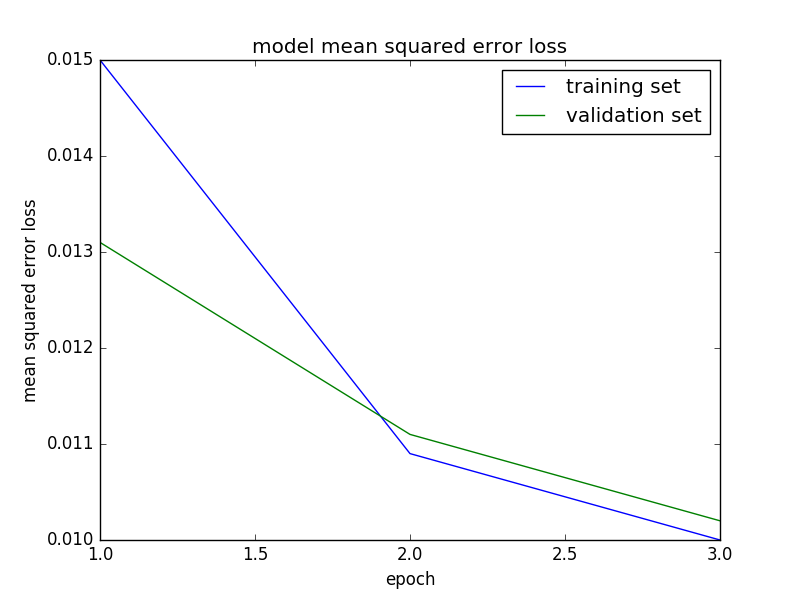 model mean squared error loss
training set
validation set
mean squared error loss
0.015
0.014
0.013
0.012
0.011
0.010
1.0 1.5 2.0 2.5 3.0
epoch